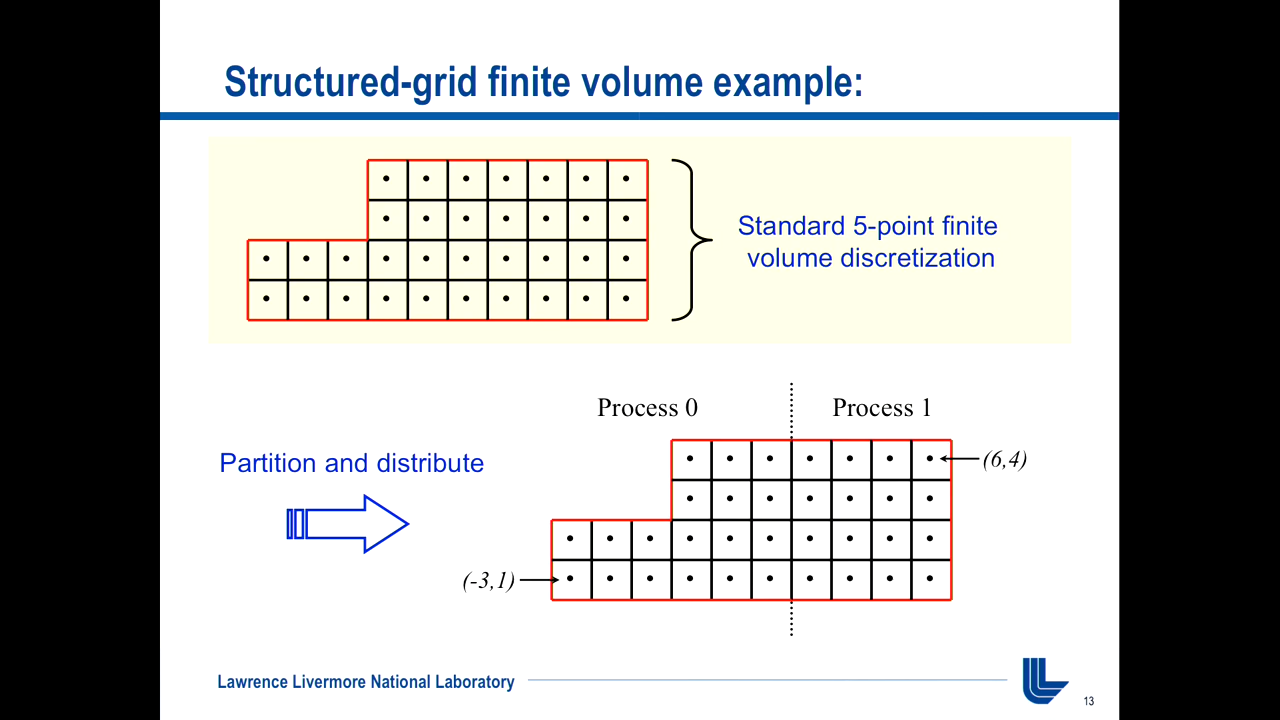 Structured-grid finite volume example:
Standard 5-point finite
volume discretization
Process 0
Process 1
Partition and distribute
(6,4)
(-3,1)
Lawrence Livermore National Laboratory
13